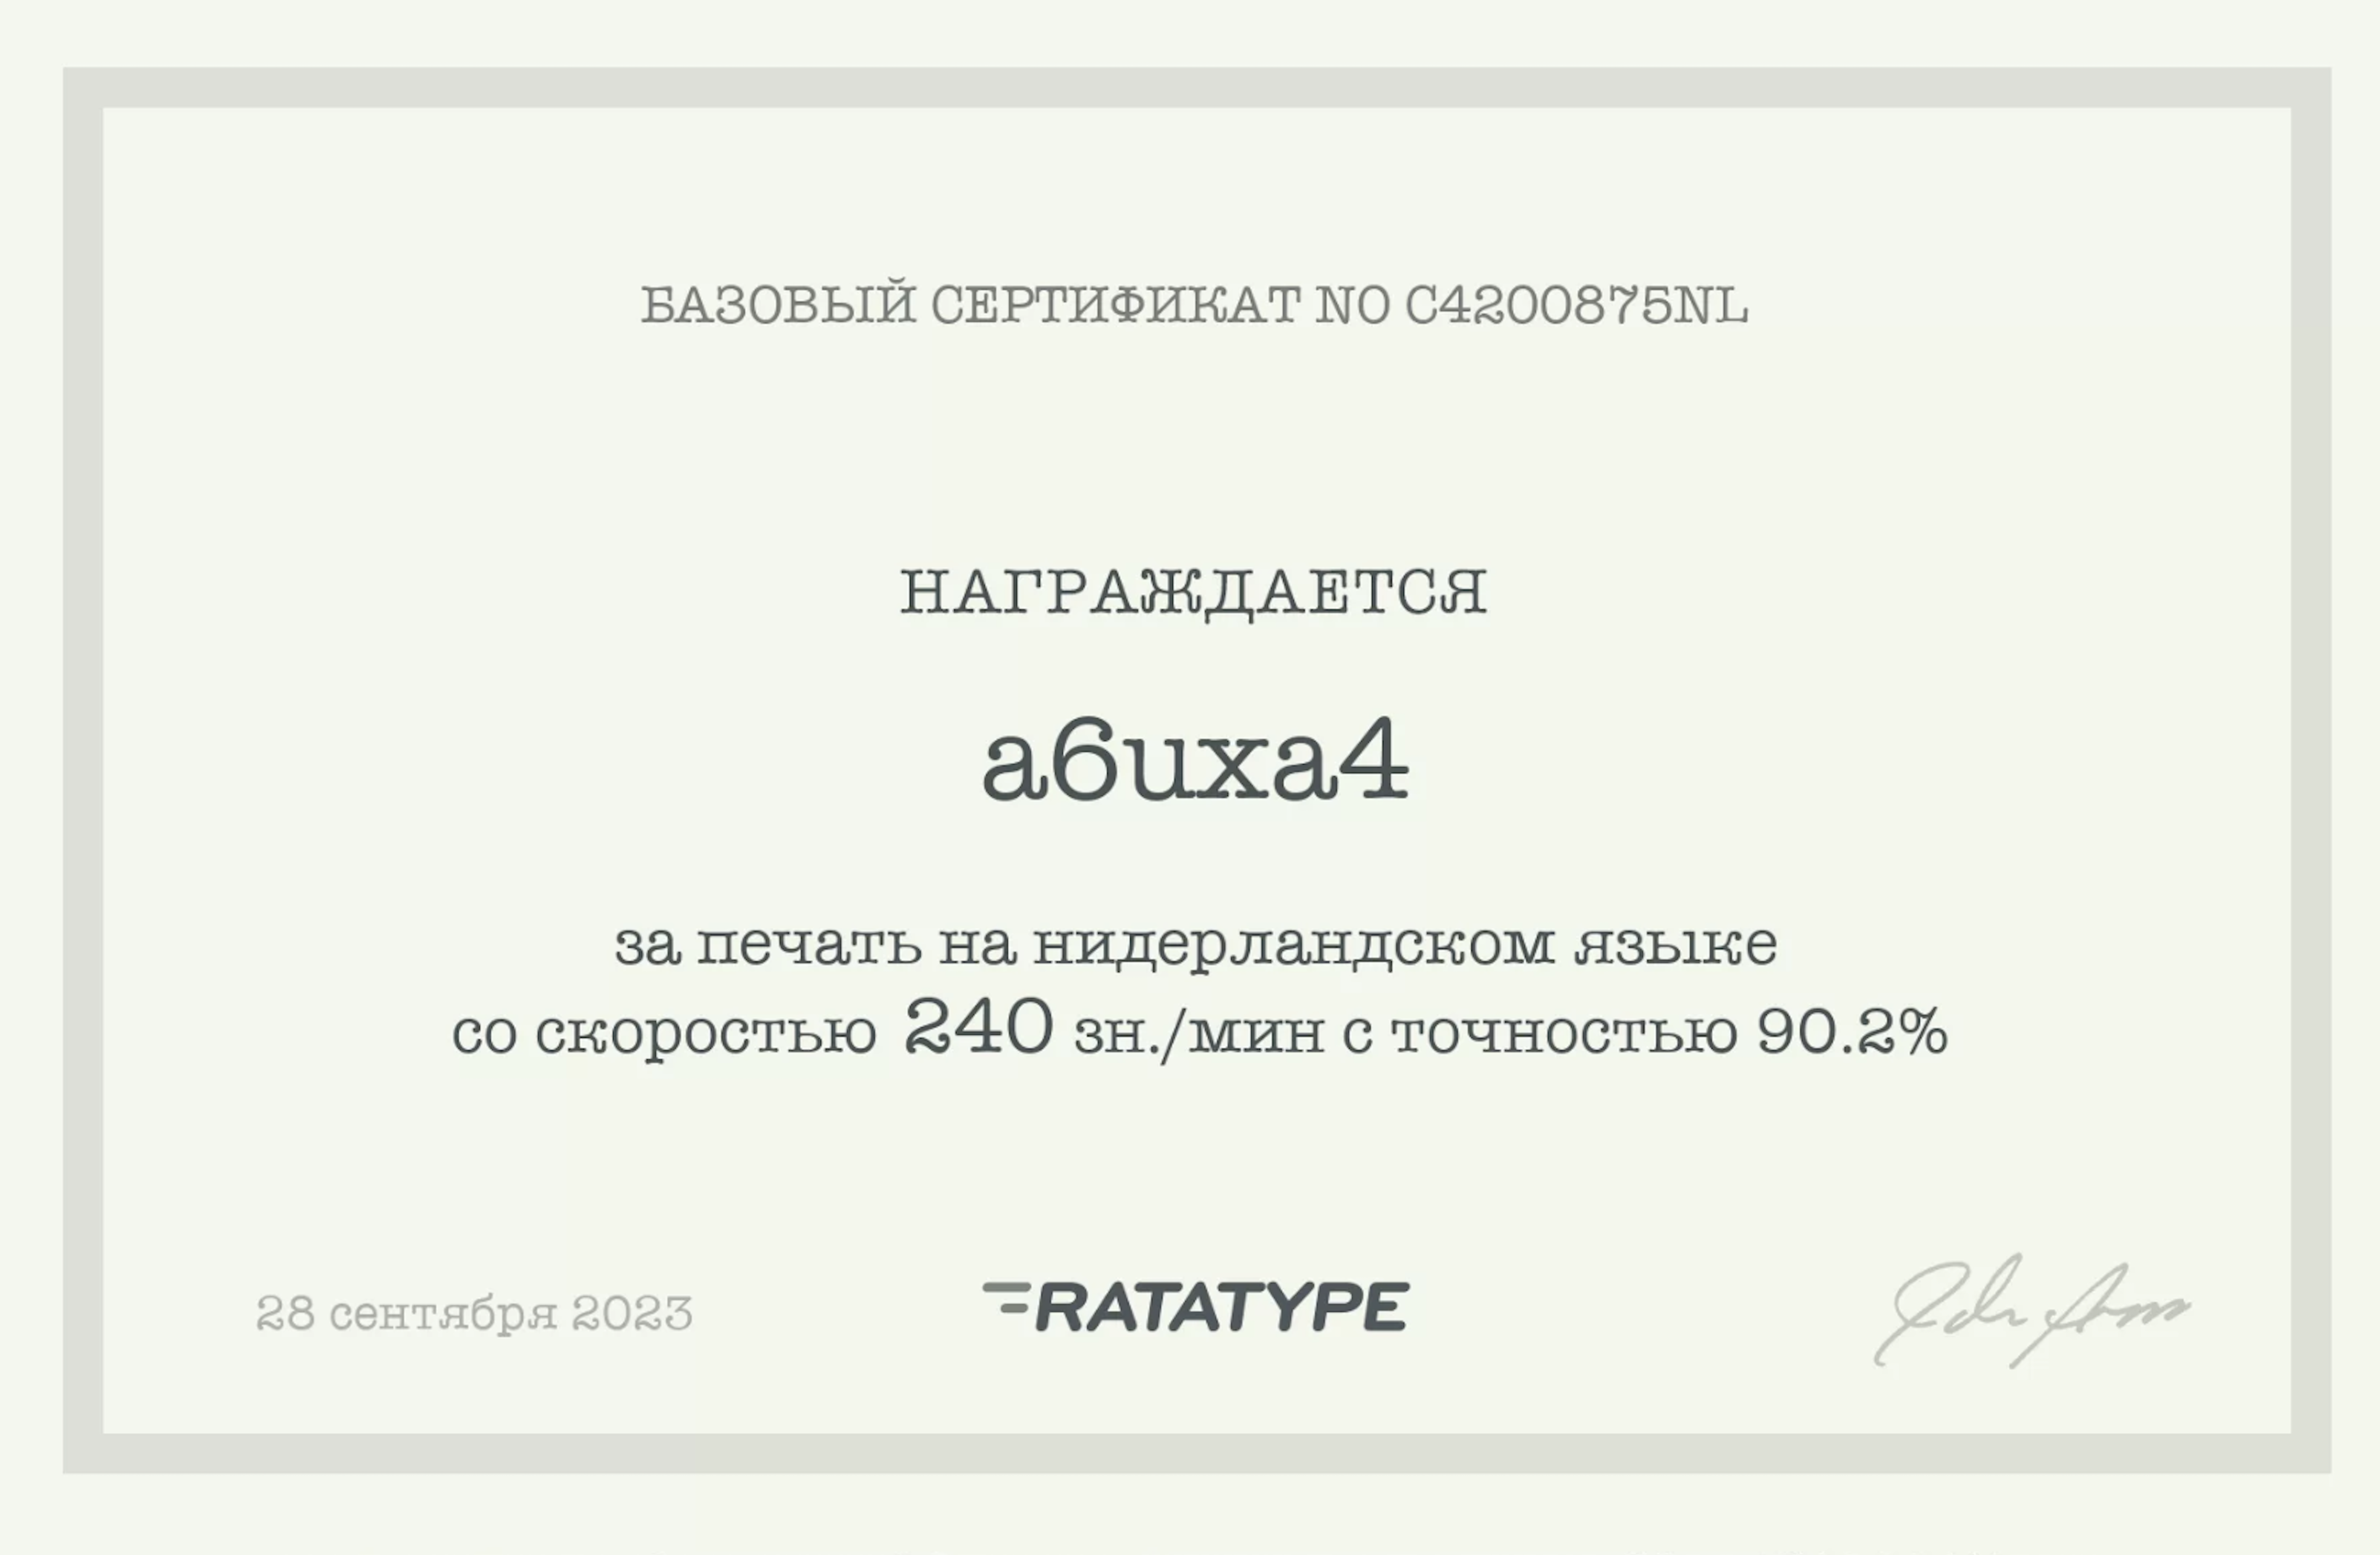 БАЗОВЫЙ СЕРТИФИКАТ NO C4200875NL
НАГРАЖДАЕТСЯ
a6uxa4
за печать на нидерландском языке
со скоростью 240 зн./мин с точностью 90.2%
28 сентября 2023
RATATYPE